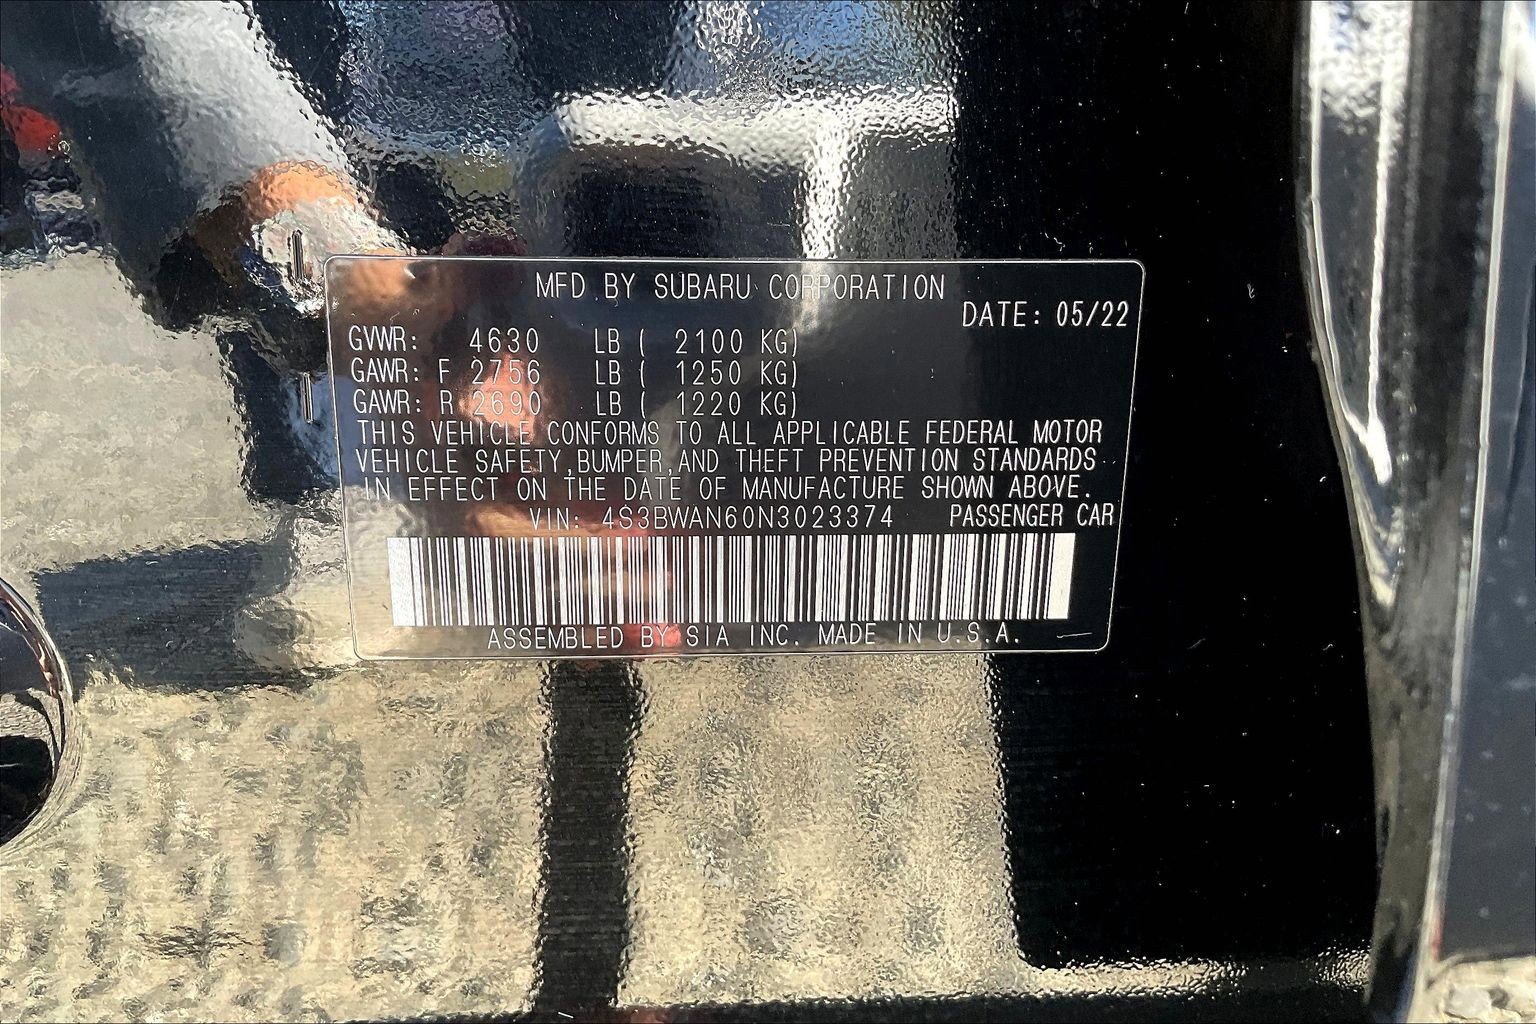 MFD BY SUBARU CORPORATION
DATE: 05/22
GVWR: 4630 LB ( 2100 KG)
GAWR: F 2756 LB ( 1250 KG)
GAWR: R 2690 LB ( 1220 KG)
THIS VEHICLE CONFORMS TO ALL APPLICABLE FEDERAL MOTOR
VEHICLE SAFETY,BUMPER,AND THEFT PREVENTION STANDARDS
IN EFFECT ON THE DATE OF MANUFACTURE SHOWN ABOVE.
VIN: 4S3BWAN60N3023374 PASSENGER CAR
ASSEMBLED BY SIA INC. MADE IN U.S.A.